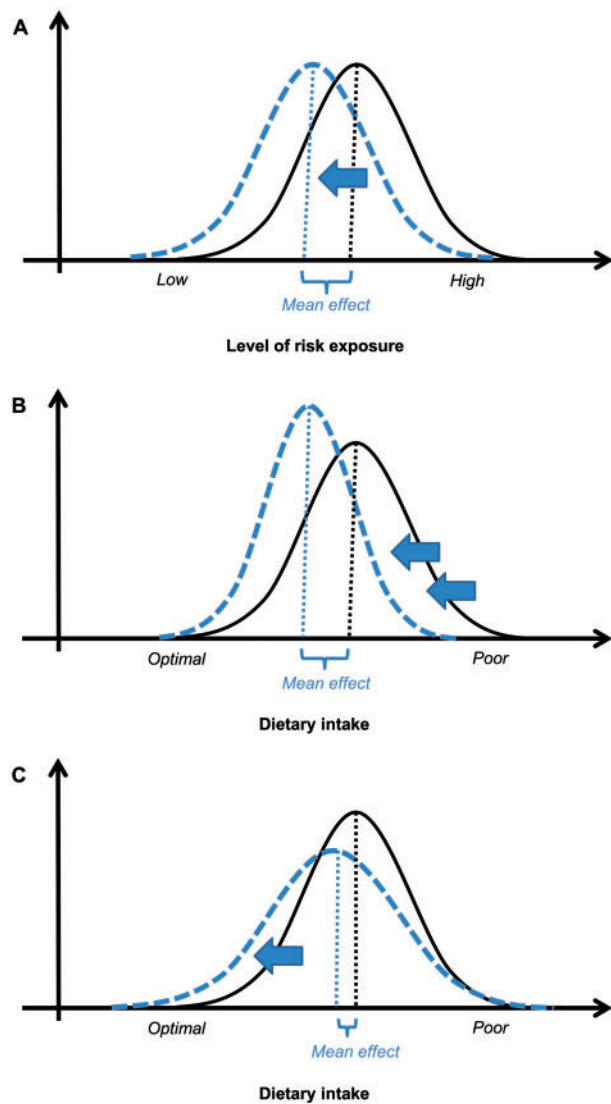 A
Low
High
Mean effect
Level of risk exposure
B
Optimal
Poor
Mean effect
Dietary intake
C
Optimal
Poor
Mean effect
Dietary intake